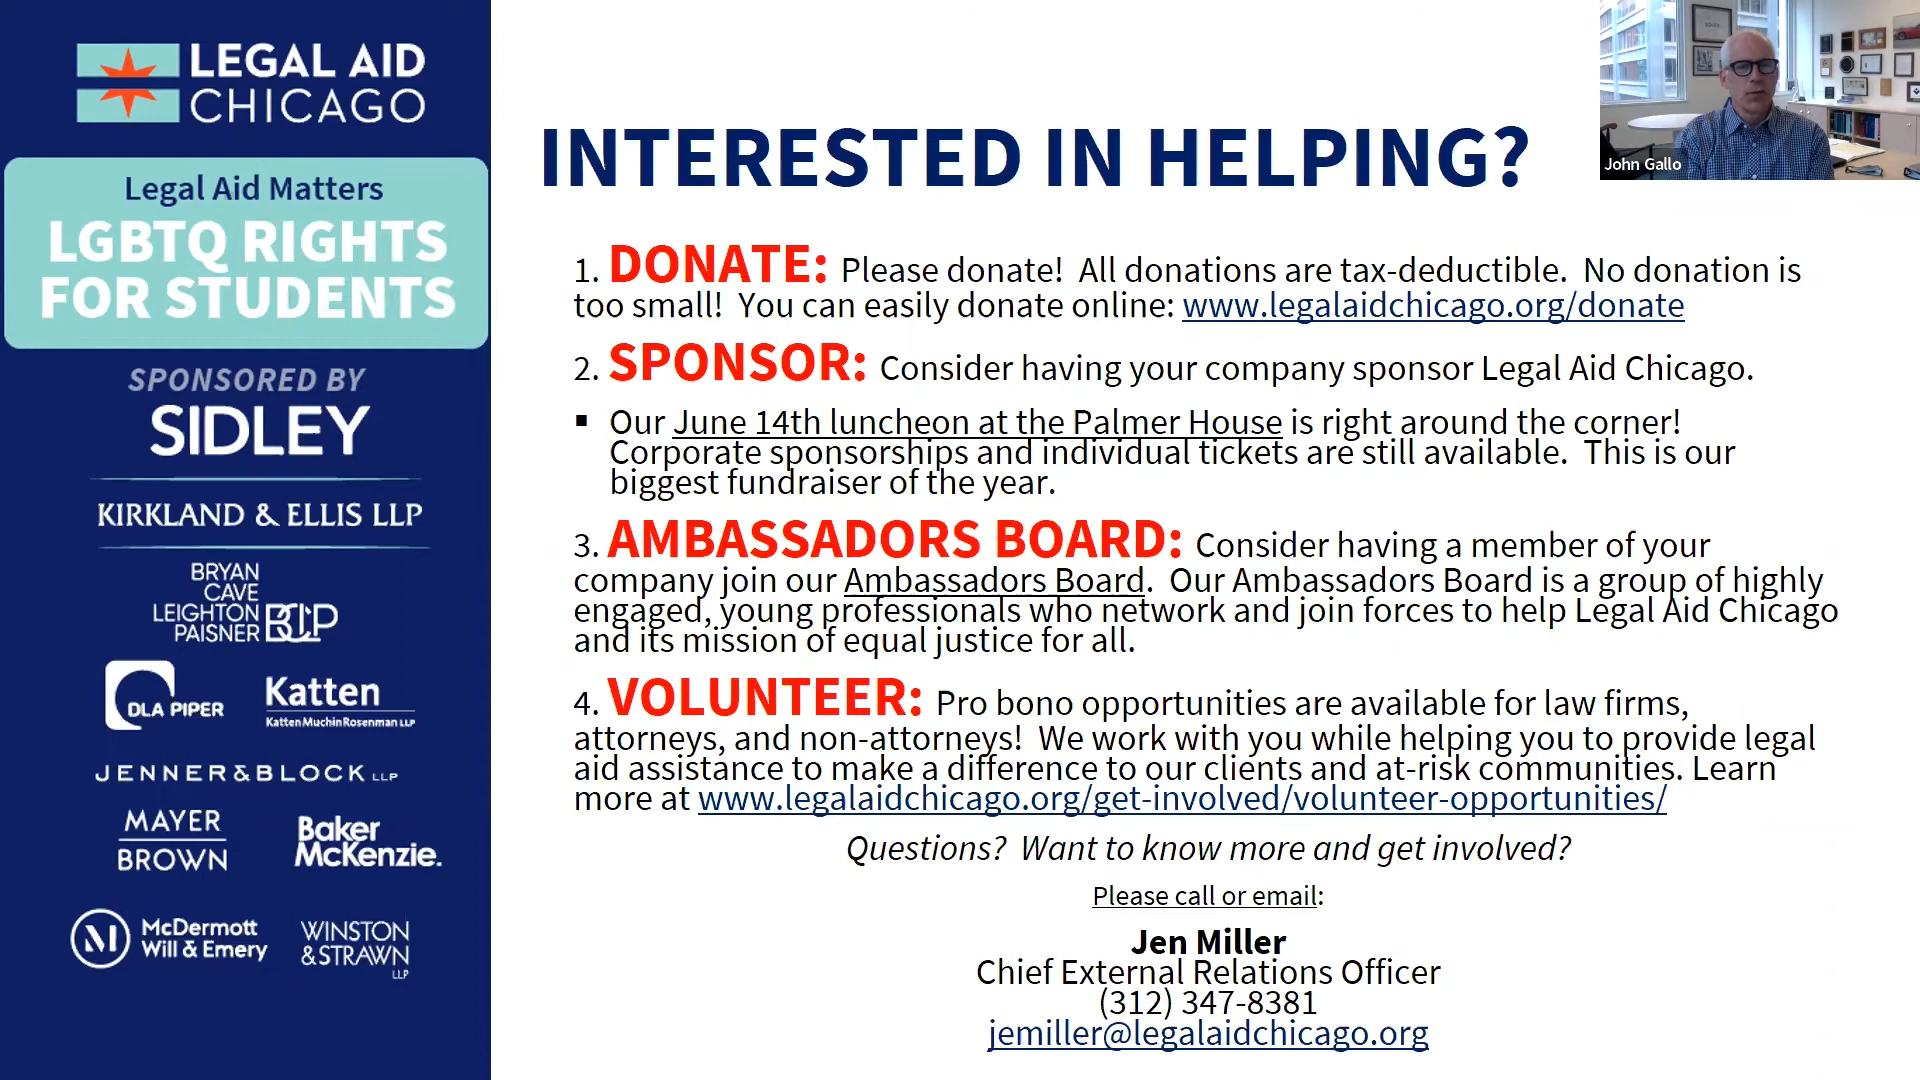 LEGAL AID
CHICAGO
Legal Aid Matters
LGBTQ RIGHTS
FOR STUDENTS
SPONSORED BY
SIDLEY
KIRKLAND & ELLIS LLP
BRYAN
CAVE
LEIGHTON
PAISNER BCLP
DLA PIPER
Katten
KattenMuchinRosenman LLP
JENNER&BLOCK LLP
MAYER
BROWN
Baker
McKenzie.
McDermott
Will & Emery
WINSTON
& STRAWN
LLP
INTERESTED IN HELPING?
John Gallo
1. DONATE: Please donate! All donations are tax-deductible. No donation is
too small! You can easily donate online: www.legalaidchicago.org/donate
2. SPONSOR: Consider having your company sponsor Legal Aid Chicago.
▪ Our June 14th luncheon at the Palmer House is right around the corner!
Corporate sponsorships and individual tickets are still available. This is our
biggest fundraiser of the year.
3. AMBASSADORS BOARD: Consider having a member of your
company join our Ambassadors Board. Our Ambassadors Board is a group of highly
engaged, young professionals who network and join forces to help Legal Aid Chicago
and its mission of equal justice for all.
4. VOLUNTEER: Pro bono opportunities are available for law firms,
attorneys, and non-attorneys! We work with you while helping you to provide legal
aid assistance to make a difference to our clients and at-risk communities. Learn
more at www.legalaidchicago.org/get-involved/volunteer-opportunities/
Questions? Want to know more and get involved?
Please call or email:
Jen Miller
Chief External Relations Officer
(312) 347-8381
jemiller@legalaidchicago.org